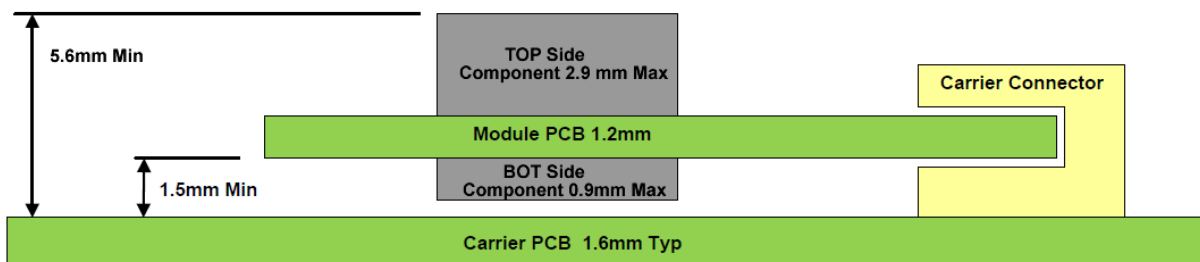 5.6mm Min
TOP Side
Component 2.9 mm Max
Carrier Connector
Module PCB 1.2mm
BOT Side
Component 0.9mm Max
1.5mm Min
Carrier PCB 1.6mm Typ